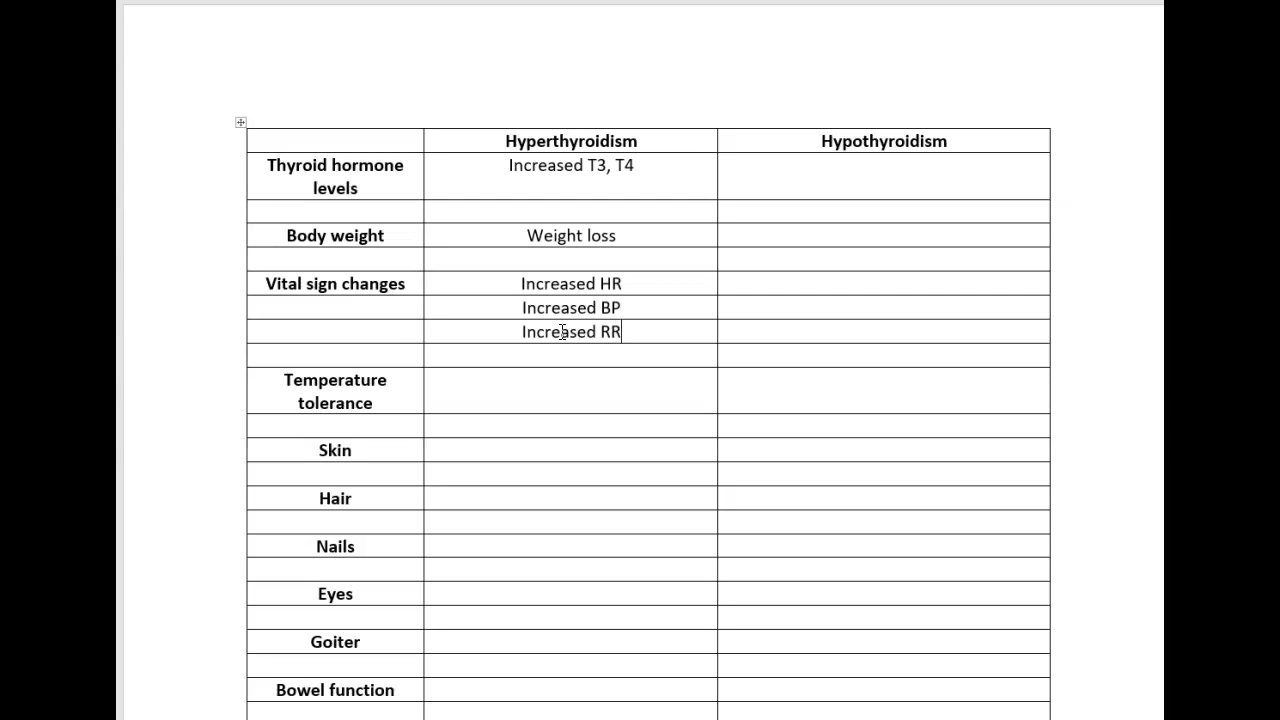 Hyperthyroidism Hypothyroidism
Thyroid hormone levels Increased T3, T4
Body weight Weight loss
Vital sign changes Increased HR
Increased BP
Increased RR
Temperature tolerance
Skin
Hair
Nails
Eyes
Goiter
Bowel function